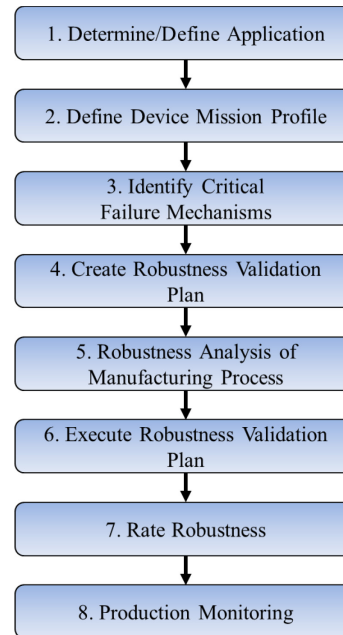 1. Determine/Define Application
2. Define Device Mission Profile
3. Identify Critical
Failure Mechanisms
4. Create Robustness Validation
Plan
5. Robustness Analysis of
Manufacturing Process
6. Execute Robustness Validation
Plan
7. Rate Robustness
8. Production Monitoring